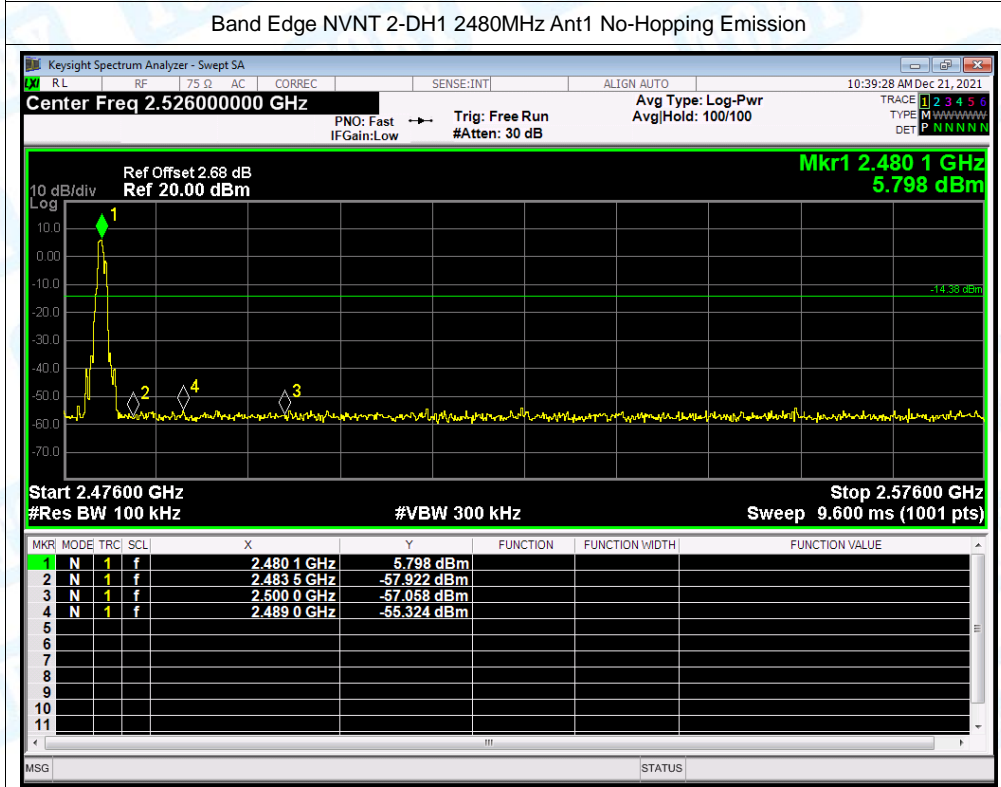 Band Edge NVNT 2-DH1 2480MHz Ant1 No-Hopping Emission
Keysight Spectrum Analyzer - Swept SA
LXI RL RF 75 Ω AC CORREC SENSE:INT ALIGN AUTO 10:39:28 AM Dec 21, 2021
Center Freq 2.526000000 GHz Avg Type: Log-Pwr TRACE 1 2 3 4 5 6
PNO: Fast Trig: Free Run Avg|Hold: 100/100 TYPE M WWWWW
IFGain:Low #Atten: 30 dB DET P N N N N N
Ref Offset 2.68 dB Mkr1 2.480 1 GHz
10 dB/div Ref 20.00 dBm 5.798 dBm
Log
1
10.0
0.00
-10.0
-14.38 dBm
-20.0
-30.0
-40.0
-50.0
2 4 3
-60.0
-70.0
Start 2.47600 GHz Stop 2.57600 GHz
#Res BW 100 kHz #VBW 300 kHz Sweep 9.600 ms (1001 pts)
MKR MODE TRC SCL X Y FUNCTION FUNCTION WIDTH FUNCTION VALUE
1 N 1 f 2.480 1 GHz 5.798 dBm
2 N 1 f 2.483 5 GHz -57.922 dBm
3 N 1 f 2.500 0 GHz -57.058 dBm
4 N 1 f 2.489 0 GHz -55.324 dBm
5
6
7
8
9
10
11
MSG STATUS